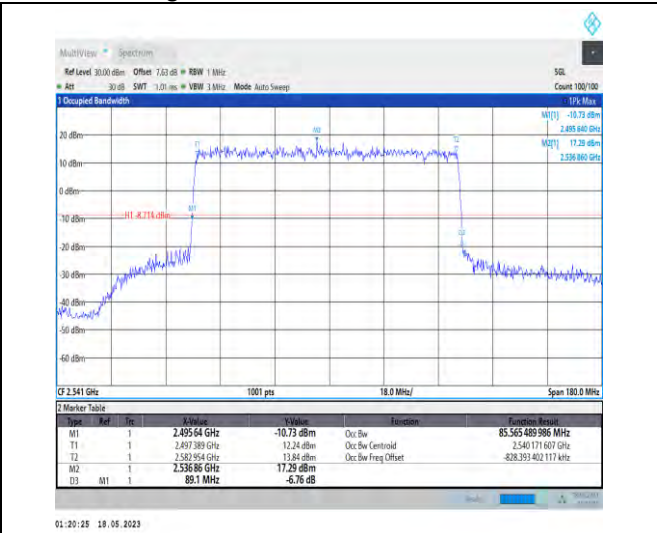 MultiView Spectrum
Ref Level 30.00 dBm Offset 7.63 dB RBW 1 MHz SGL
Att 30 dB SWT 1.01 ms VBW 3 MHz Mode Auto Sweep Count 100/100
1 Occupied Bandwidth 1Pk Max
M1[1] -10.73 dBm
2.495 640 GHz
M2[1] 17.29 dBm
2.536 860 GHz
20 dBm
M2
T1
T2
10 dBm
0 dBm
M1
H1 -8.714 dBm
-10 dBm
-20 dBm
-30 dBm
-40 dBm
-50 dBm
-60 dBm
CF 2.541 GHz 1001 pts 18.0 MHz/ Span 180.0 MHz
2 Marker Table
Type Ref Trc X-Value Y-Value Function Function Result
M1 1 2.49564 GHz -10.73 dBm Occ Bw 85.565 489 986 MHz
T1 1 2.497 389 GHz 12.24 dBm Occ Bw Centroid 2.540 171 607 GHz
T2 1 2.582 954 GHz 13.84 dBm Occ Bw Freq Offset -828.393 402 117 kHz
M2 1 2.536 86 GHz 17.29 dBm
D3 M1 1 89.1 MHz -6.76 dB
01:20:25 18.05.2023